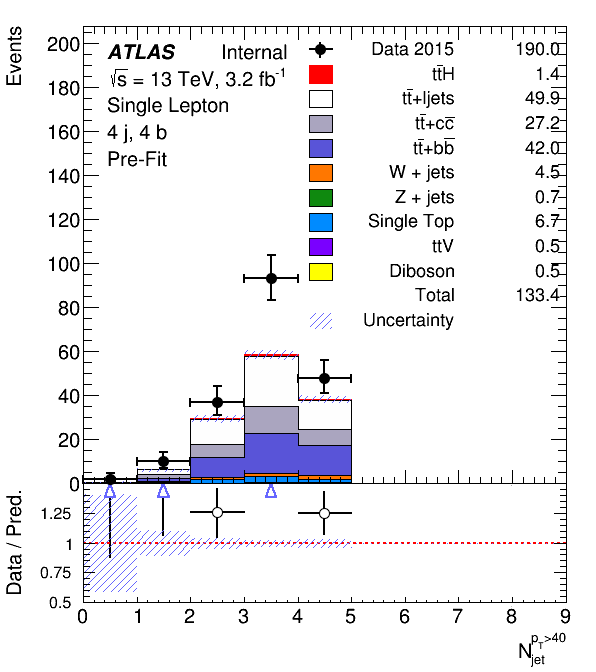 Events
200
180
160
140
120
100
80
60
40
20
0
ATLAS Internal
√s = 13 TeV, 3.2 fb⁻¹
Single Lepton
4 j, 4 b
Pre-Fit
Data 2015 190.0
tt̄H 1.4
tt̄+ljets 49.9
tt̄+cc̄ 27.2
tt̄+bb̄ 42.0
W + jets 4.5
Z + jets 0.7
Single Top 6.7
ttV 0.5
Diboson 0.5
Total 133.4
Uncertainty
Data / Pred.
1.25
1
0.75
0.5
0 1 2 3 4 5 6 7 8 9
N_jet^{p_T>40}